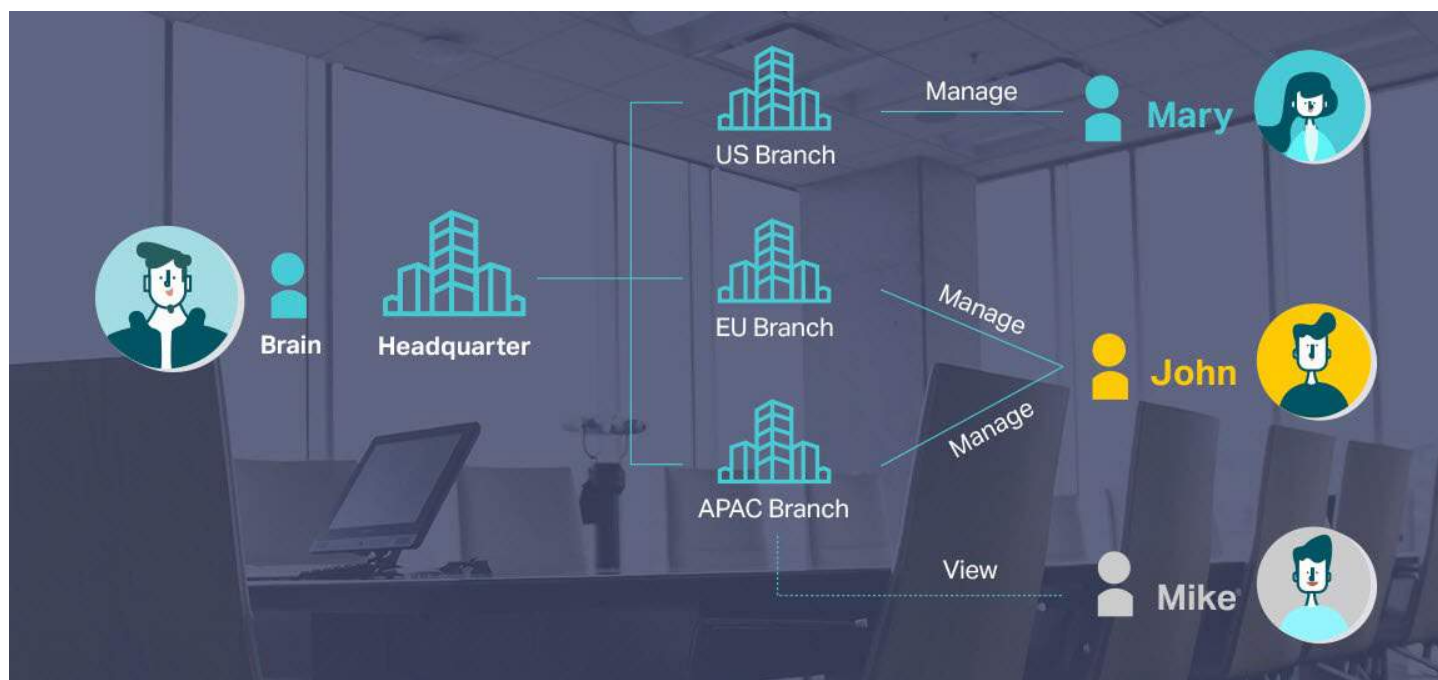 Manage
Mary
US Branch
Brain
Headquarter
EU Branch
Manage
John
Manage
APAC Branch
View
Mike